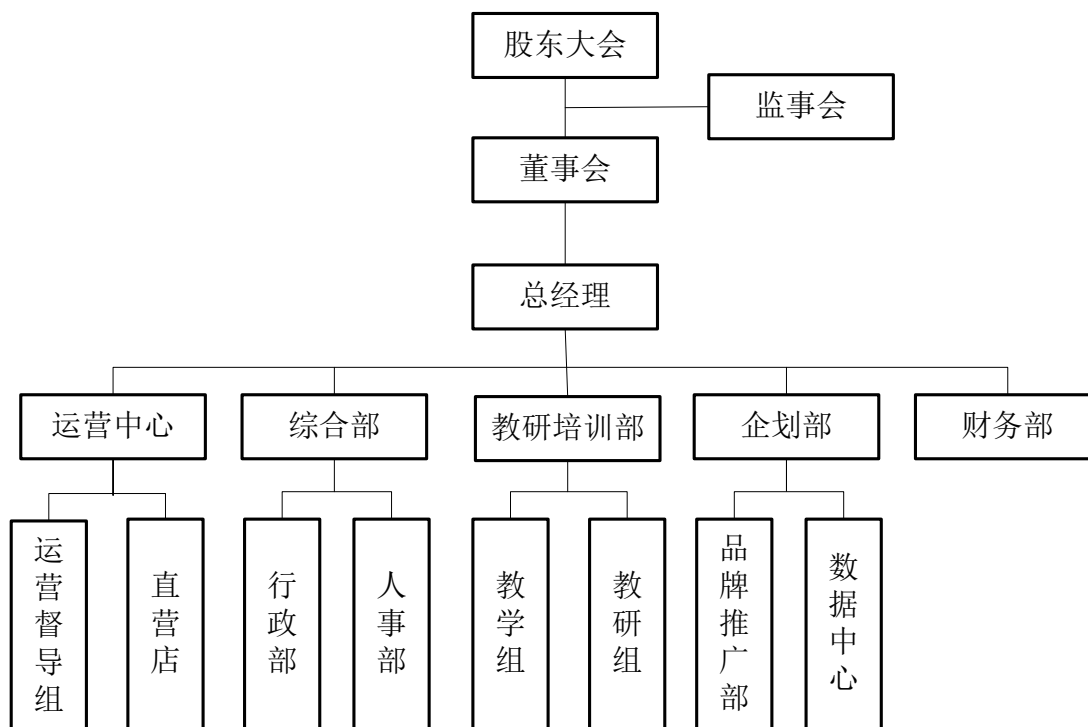 股东大会
监事会
董事会
总经理
运营中心
综合部
教研培训部
企划部
财务部
运营督导组
直营店
行政部
人事部
教学组
教研组
品牌推广部
数据中心